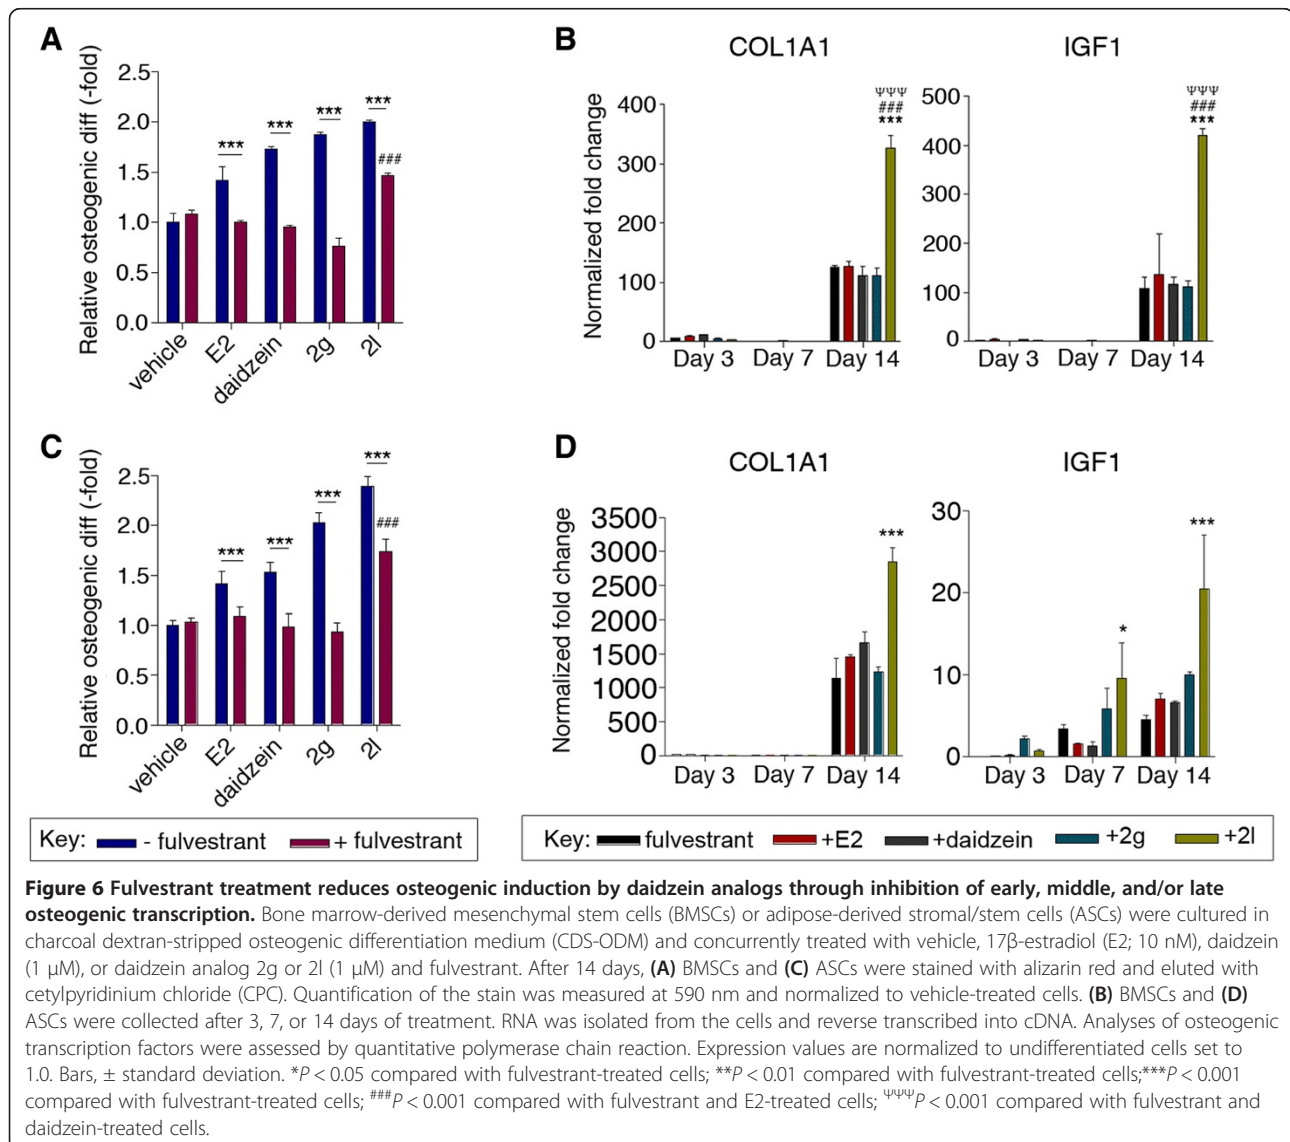 A
Relative osteogenic diff (-fold)
2.5
2.0
1.5
1.0
0.5
0.0
***
***
***
***
###
vehicle
E2
daidzein
2g
2l
B
COL1A1
Normalized fold change
400
300
200
100
0
ΨΨΨ
###
***
Day 3
Day 7
Day 14
IGF1
500
400
300
200
100
0
ΨΨΨ
###
***
Day 3
Day 7
Day 14
C
Relative osteogenic diff (-fold)
2.5
2.0
1.5
1.0
0.5
0.0
***
***
***
***
###
vehicle
E2
daidzein
2g
2l
D
COL1A1
Normalized fold change
3500
3000
2500
2000
1500
1000
500
0
***
Day 3
Day 7
Day 14
IGF1
30
20
10
0
*
***
Day 3
Day 7
Day 14
Key: - fulvestrant + fulvestrant
Key: fulvestrant +E2 +daidzein +2g +2l
Figure 6 Fulvestrant treatment reduces osteogenic induction by daidzein analogs through inhibition of early, middle, and/or late
osteogenic transcription. Bone marrow-derived mesenchymal stem cells (BMSCs) or adipose-derived stromal/stem cells (ASCs) were cultured in
charcoal dextran-stripped osteogenic differentiation medium (CDS-ODM) and concurrently treated with vehicle, 17β-estradiol (E2; 10 nM), daidzein
(1 μM), or daidzein analog 2g or 2l (1 μM) and fulvestrant. After 14 days, (A) BMSCs and (C) ASCs were stained with alizarin red and eluted with
cetylpyridinium chloride (CPC). Quantification of the stain was measured at 590 nm and normalized to vehicle-treated cells. (B) BMSCs and (D)
ASCs were collected after 3, 7, or 14 days of treatment. RNA was isolated from the cells and reverse transcribed into cDNA. Analyses of osteogenic
transcription factors were assessed by quantitative polymerase chain reaction. Expression values are normalized to undifferentiated cells set to
1.0. Bars, ± standard deviation. *P < 0.05 compared with fulvestrant-treated cells; **P < 0.01 compared with fulvestrant-treated cells;***P < 0.001
compared with fulvestrant-treated cells; ###P < 0.001 compared with fulvestrant and E2-treated cells; ΨΨΨP < 0.001 compared with fulvestrant and
daidzein-treated cells.